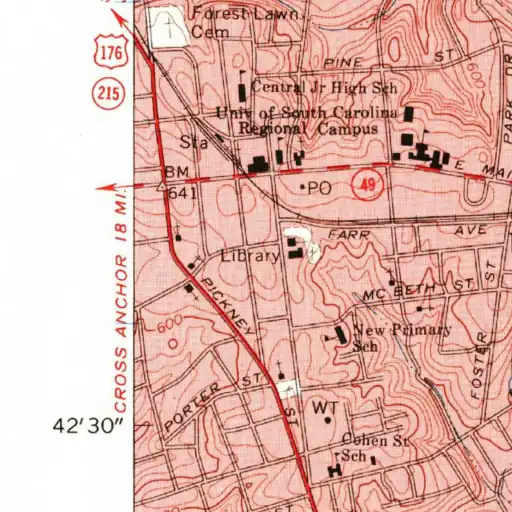 Forest Lawn
Cem
176
PINE ST
215
Central Jr High Sch
Univ of South Carolina
Regional Campus
PARK DR
600
Sta
BM
641
E MAI
49
PO
CROSS ANCHOR 18 MI.
FARR AVE
Library
MC BETH ST
ST
PICKNEY ST
600
New Primary
Sch
FOSTER
PORTER ST
42'30"
WT
Cohen St
Sch
ST